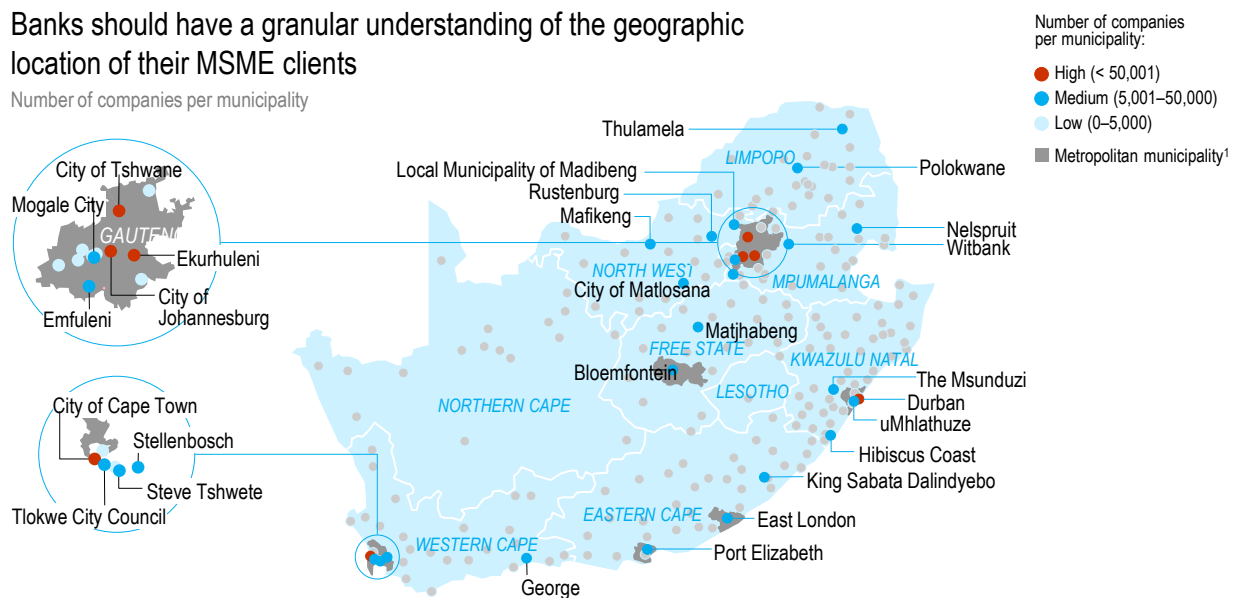 Banks should have a granular understanding of the geographic
location of their MSME clients
Number of companies per municipality
Number of companies
per municipality:
High (< 50,001)
Medium (5,001–50,000)
Low (0–5,000)
Metropolitan municipality1
City of Tshwane
Mogale City
GAUTENG
Ekurhuleni
City of
Johannesburg
Emfuleni
City of Cape Town
Stellenbosch
Steve Tshwete
Tlokwe City Council
Thulamela
LIMPOPO
Polokwane
Local Municipality of Madibeng
Rustenburg
Mafikeng
Nelspruit
Witbank
NORTH WEST
City of Matlosana
MPUMALANGA
Matjhabeng
FREE STATE
KWAZULU NATAL
Bloemfontein
LESOTHO
The Msunduzi
Durban
uMhlathuze
NORTHERN CAPE
Hibiscus Coast
King Sabata Dalindyebo
EASTERN CAPE
East London
WESTERN CAPE
Port Elizabeth
George